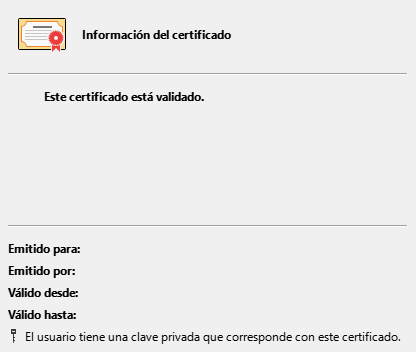 Información del certificado
Este certificado está validado.
Emitido para:
Emitido por:
Válido desde:
Válido hasta:
El usuario tiene una clave privada que corresponde con este certificado.